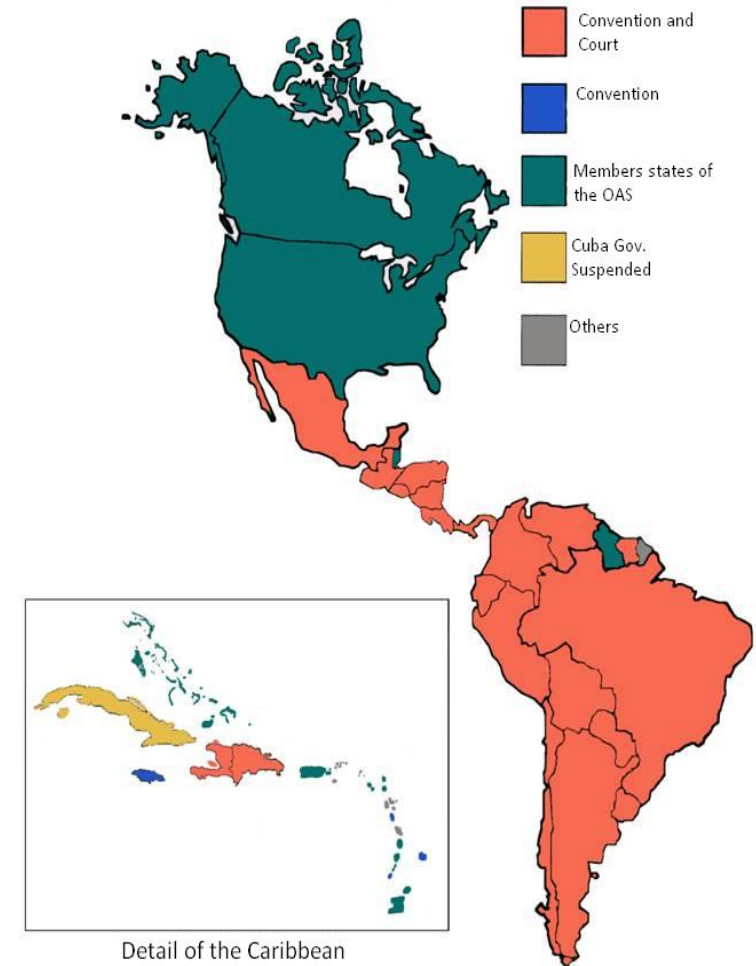 Convention and
Court
Convention
Members states of
the OAS
Cuba Gov.
Suspended
Others
Detail of the Caribbean